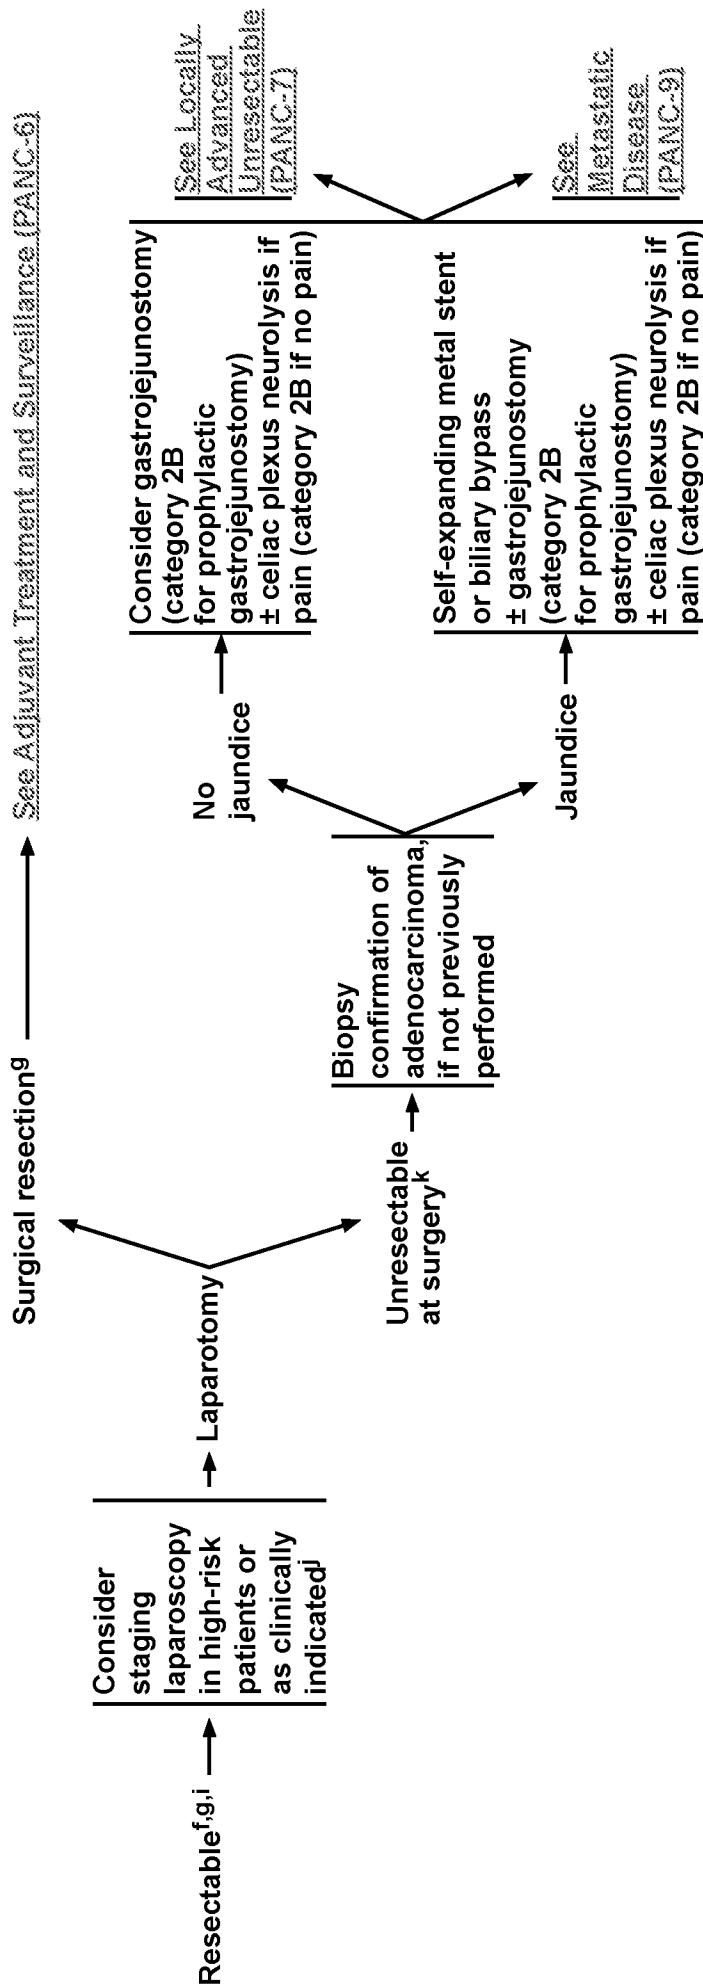 Resectablef,g,i
Consider
staging
laparoscopy
in high-risk
patients or
as clinically
indicatedj
Laparotomy
Surgical resectiong
See Adjuvant Treatment and Surveillance (PANC-6)
Unresectable
at surgeryk
Biopsy
confirmation of
adenocarcinoma,
if not previously
performed
No
jaundice
Consider gastrojejunostomy
(category 2B
for prophylactic
gastrojejunostomy)
± celiac plexus neurolysis if
pain (category 2B if no pain)
Jaundice
Self-expanding metal stent
or biliary bypass
± gastrojejunostomy
(category 2B
for prophylactic
gastrojejunostomy)
± celiac plexus neurolysis if
pain (category 2B if no pain)
See Locally
Advanced
Unresectable
(PANC-7)
See
Metastatic
Disease
(PANC-9)